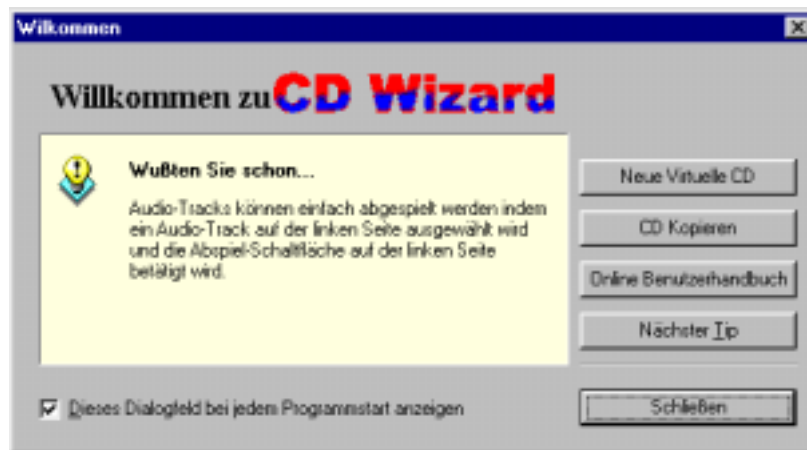 Wilkommen
Willkommen zu CD Wizard
Wußten Sie schon...
Audio-Tracks können einfach abgespielt werden indem
ein Audio-Track auf der linken Seite ausgewählt wird
und die Abspiel-Schaltfläche auf der linken Seite
betätigt wird.
Neue Virtuelle CD
CD Kopieren
Online Benutzerhandbuch
Nächster Tip
Dieses Dialogfeld bei jedem Programmstart anzeigen
Schließen